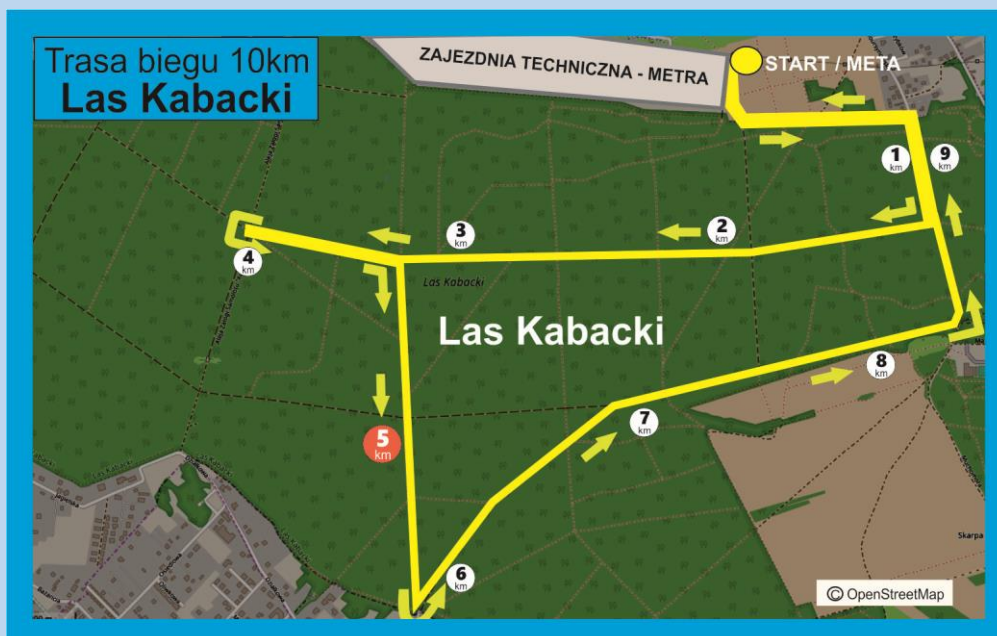 Trasa biegu 10km
Las Kabacki
ZAJEZDNIA TECHNICZNA - METRA
START / META
1
km
9
km
2
km
3
km
4
km
Las Kabacki
Las Kabacki
8
km
7
km
5
km
6
km
Skarpa
© OpenStreetMap